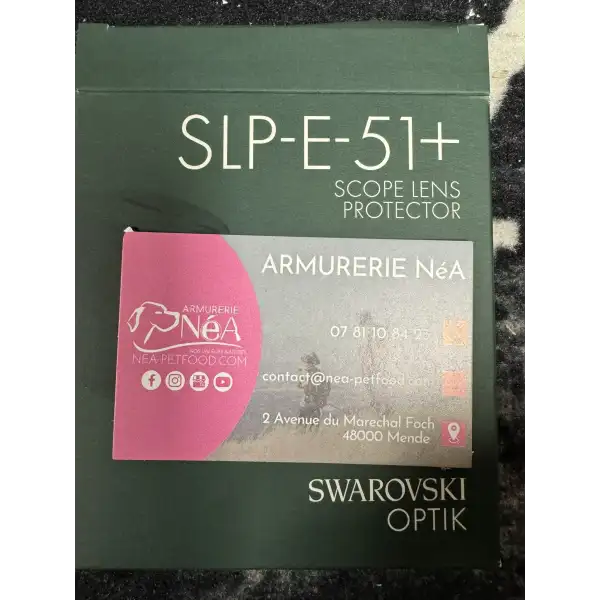 SLP-E-51+
SCOPE LENS
PROTECTOR
ARMURERIE NéA
ARMURERIE
NéA
NEA-PETFOOD.COM
07 81 10 84
contact@nea-petfood.com
2 Avenue du Marechal Foch
48000 Mende
SWAROVSKI
OPTIK